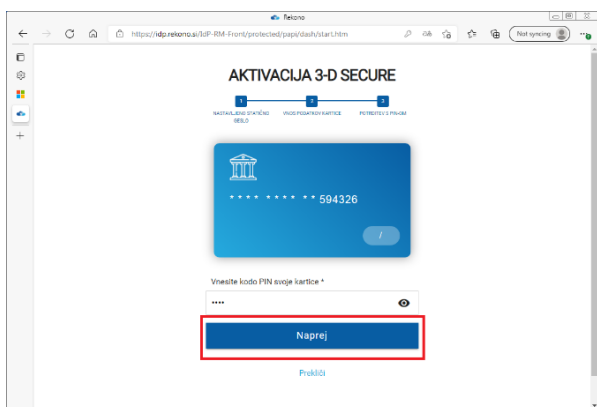 Rekono
https://idp.rekono.si/IdP-RM-Front/protected/papi/dash/start.htm
Not syncing
AKTIVACIJA 3-D SECURE
1 2 3
NASTAVLJENO STATIČNO GESLO
VNOS PODATKOV KARTICE
POTRDITEV S PIN-OM
* * * * * * * * * * 594326
/
Vnesite kodo PIN svoje kartice *
••••
Naprej
Prekliči